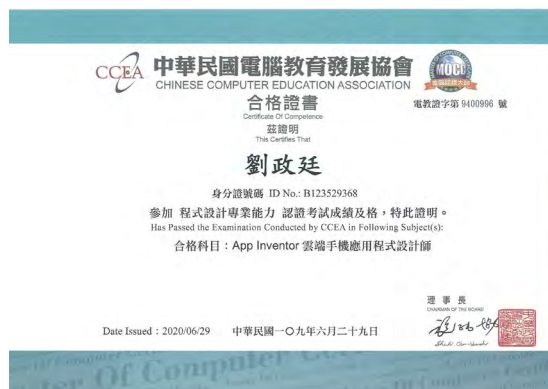 CCEA
中華民國電腦教育發展協會
CHINESE COMPUTER EDUCATION ASSOCIATION
MOCC
合格證書
Certificate Of Competence
電教證字第 9400996 號
茲證明
This Certifies That
劉政廷
身分證號碼 ID No.: B123529368
參加 程式設計專業能力 認證考試成績及格,特此證明。
Has Passed the Examination Conducted by CCEA in Following Subject(s):
合格科目:App Inventor 雲端手機應用程式設計師
理 事 長
CHAIRMAN OF THE BOARD
Date Issued:2020/06/29 中華民國一〇九年六月二十九日
Of Computer